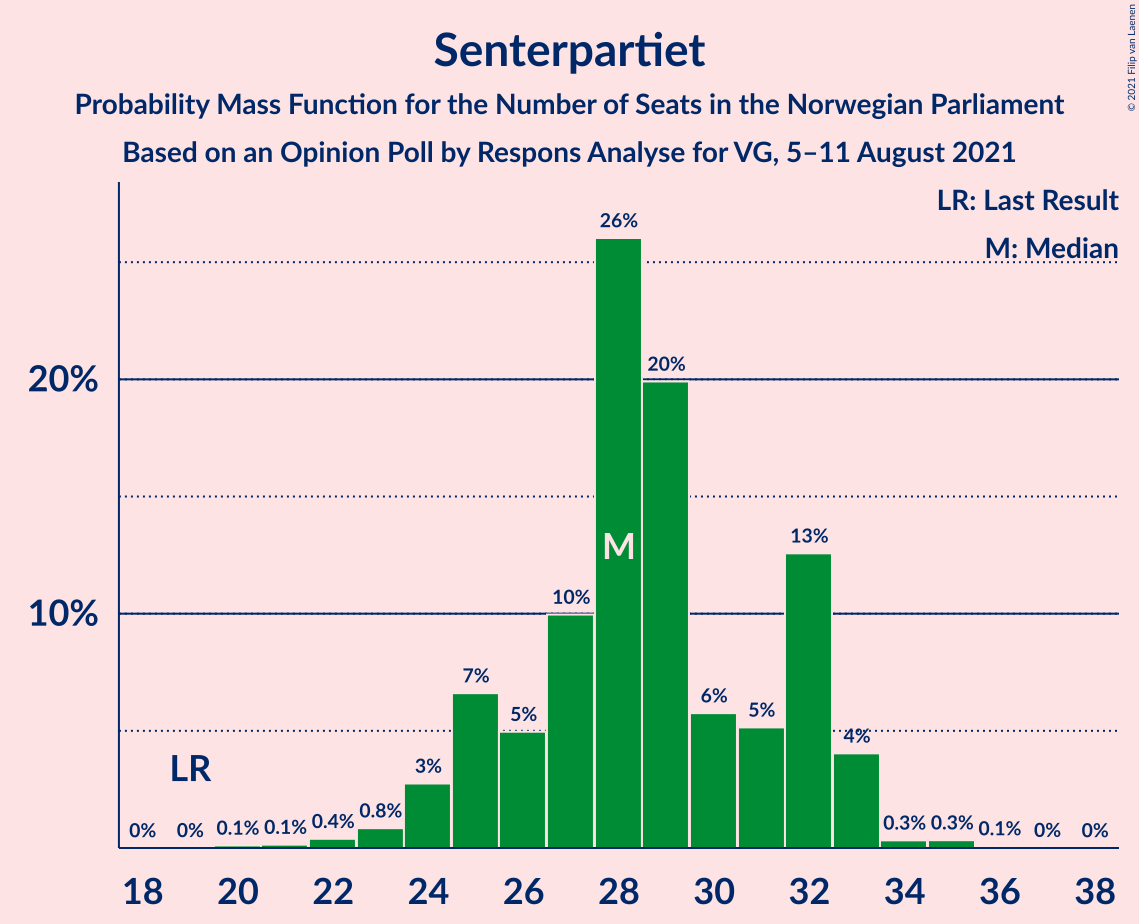 Senterpartiet
Probability Mass Function for the Number of Seats in the Norwegian Parliament
Based on an Opinion Poll by Respons Analyse for VG, 5–11 August 2021
© 2021 Filip van Laenen
LR: Last Result
M: Median
20%
10%
0%
0%
0.1%
0.1%
0.4%
0.8%
3%
7%
5%
10%
26%
20%
6%
5%
13%
4%
0.3%
0.3%
0.1%
0%
0%
LR
M
18 20 22 24 26 28 30 32 34 36 38